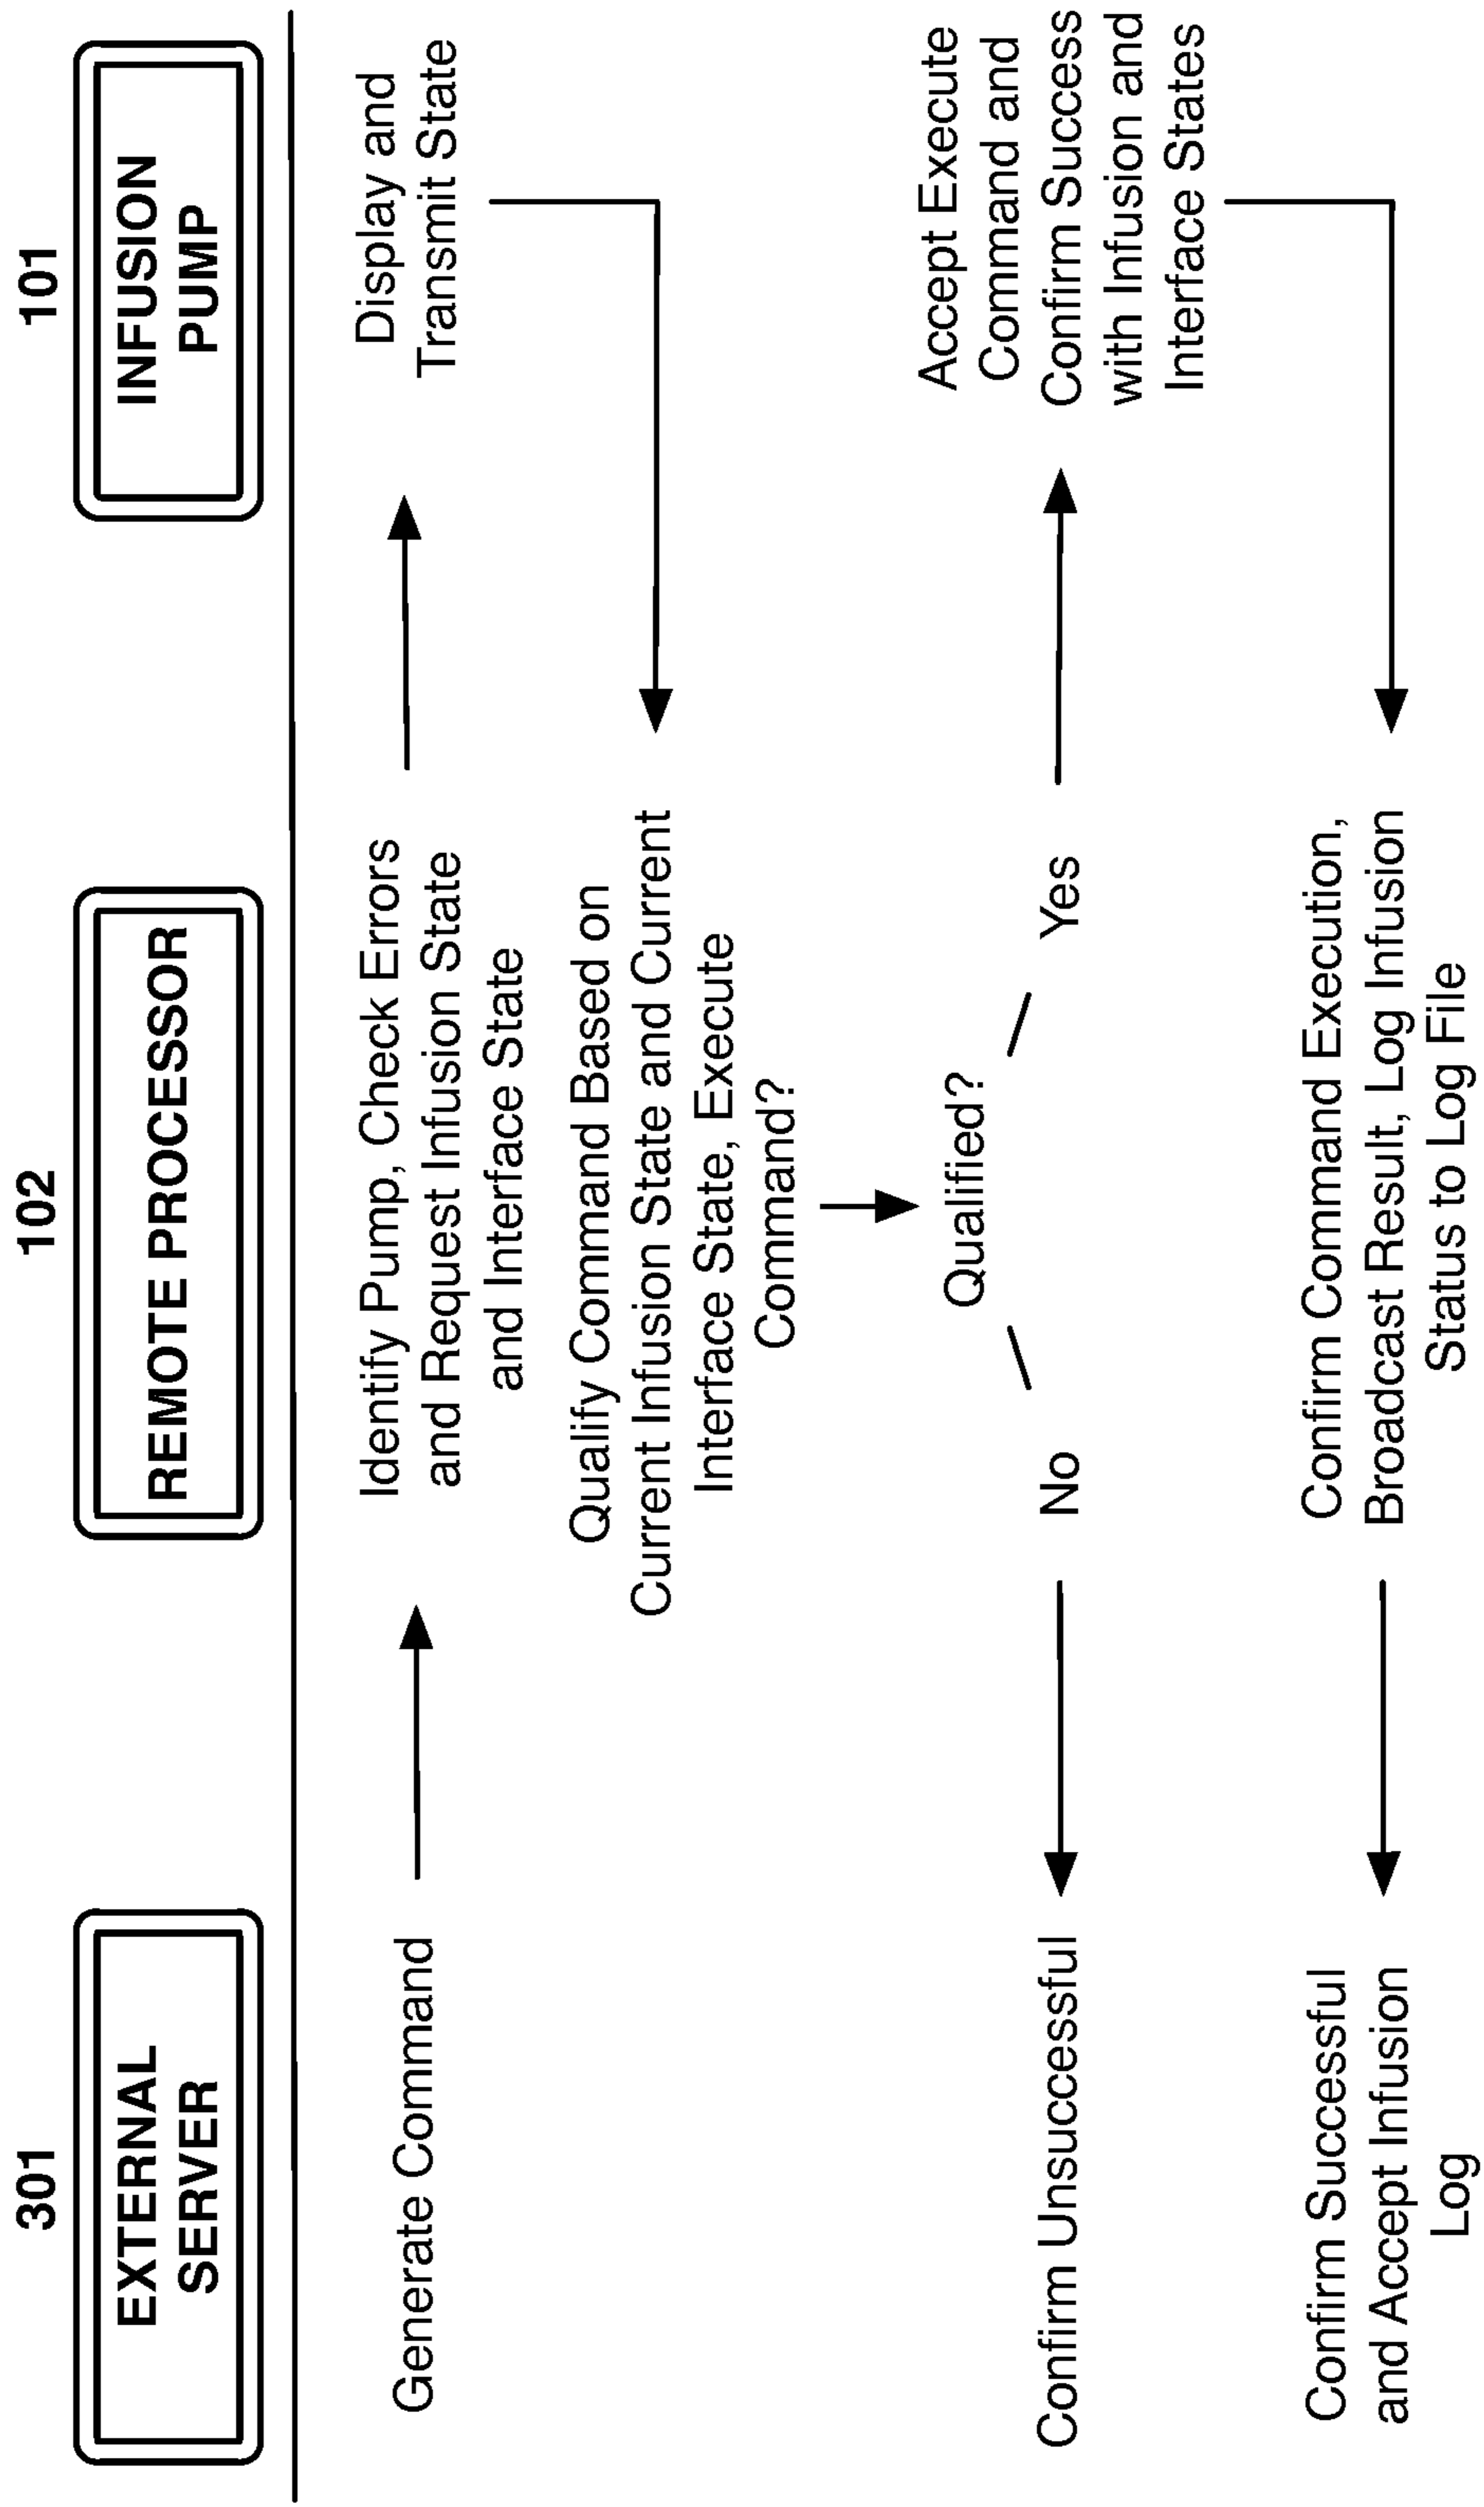 301
102
101
EXTERNAL
SERVER
REMOTE PROCESSOR
INFUSION
PUMP
Generate Command
Identify Pump, Check Errors
and Request Infusion State
and Interface State
Display and
Transmit State
Qualify Command Based on
Current Infusion State and Current
Interface State, Execute
Command?
Qualified?
No
Yes
Confirm Unsuccessful
Accept Execute
Command and
Confirm Success
with Infusion and
Interface States
Confirm Command Execution,
Broadcast Result, Log Infusion
Status to Log File
Confirm Successful
and Accept Infusion
Log